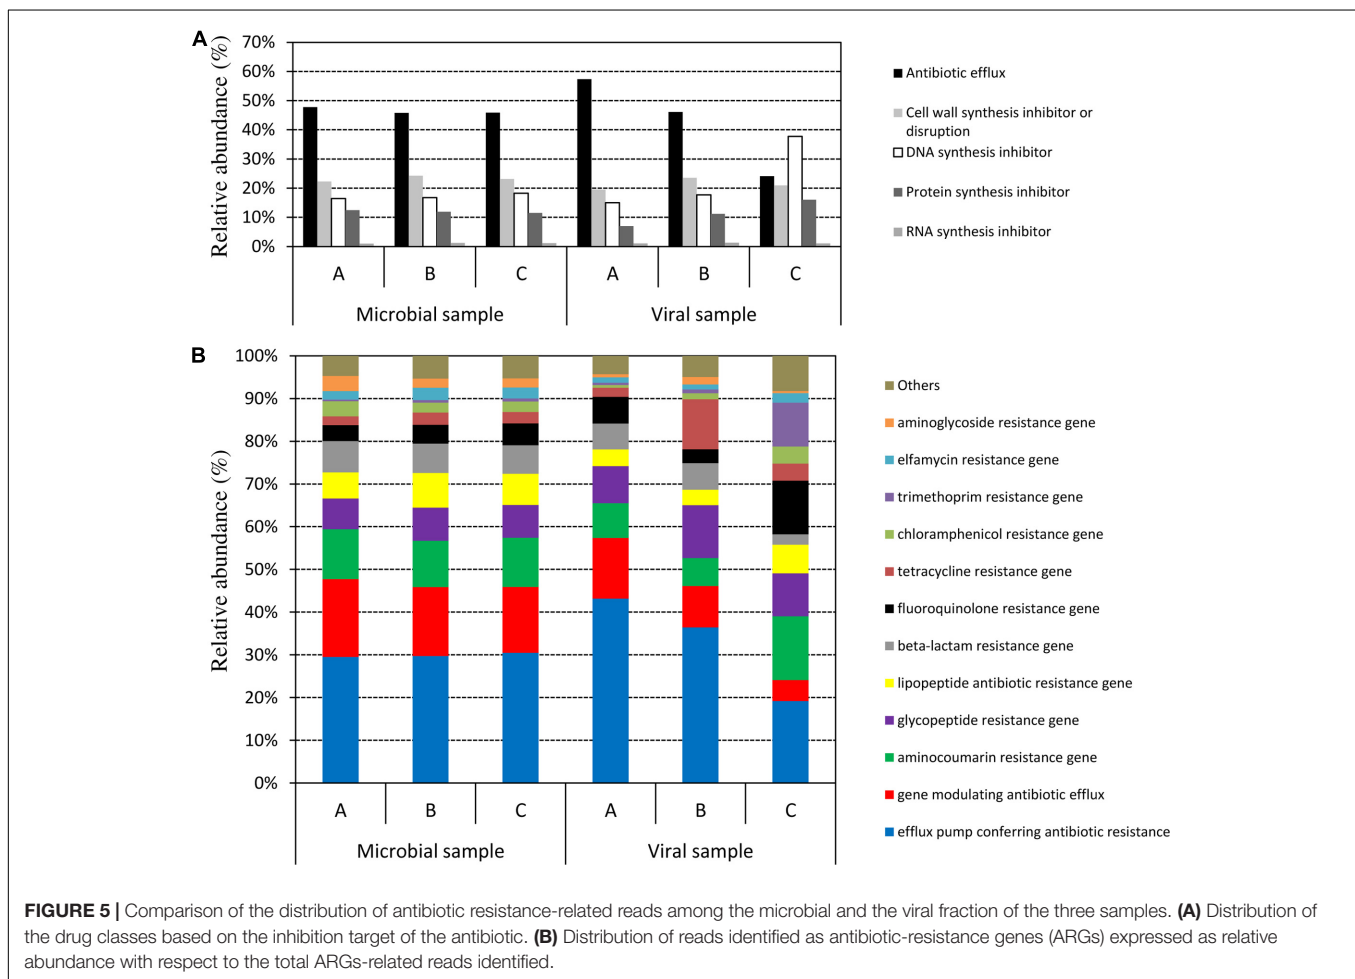 A
70%
60%
50%
40%
30%
20%
10%
0%
Relative abundance (%)
A B C A B C
Microbial sample Viral sample
Antibiotic efflux
Cell wall synthesis inhibitor or
disruption
DNA synthesis inhibitor
Protein synthesis inhibitor
RNA synthesis inhibitor
B
100%
90%
80%
70%
60%
50%
40%
30%
20%
10%
0%
Relative abundance (%)
A B C A B C
Microbial sample Viral sample
Others
aminoglycoside resistance gene
elfamycin resistance gene
trimethoprim resistance gene
chloramphenicol resistance gene
tetracycline resistance gene
fluoroquinolone resistance gene
beta-lactam resistance gene
lipopeptide antibiotic resistance gene
glycopeptide resistance gene
aminocoumarin resistance gene
gene modulating antibiotic efflux
efflux pump conferring antibiotic resistance
FIGURE 5 | Comparison of the distribution of antibiotic resistance-related reads among the microbial and the viral fraction of the three samples. (A) Distribution of
the drug classes based on the inhibition target of the antibiotic. (B) Distribution of reads identified as antibiotic-resistance genes (ARGs) expressed as relative
abundance with respect to the total ARGs-related reads identified.